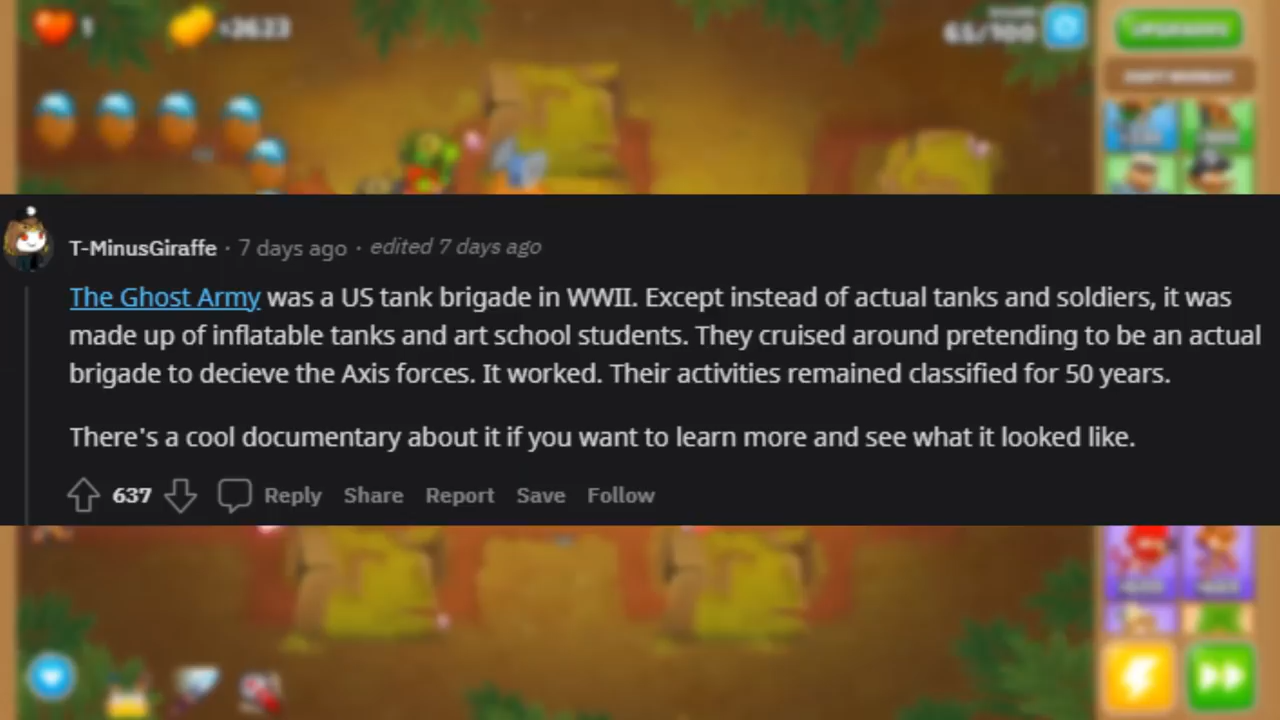 1
T-MinusGiraffe · 7 days ago · edited 7 days ago
The Ghost Army was a US tank brigade in WWII. Except instead of actual tanks and soldiers, it was
made up of inflatable tanks and art school students. They cruised around pretending to be an actual
brigade to decieve the Axis forces. It worked. Their activities remained classified for 50 years.
There's a cool documentary about it if you want to learn more and see what it looked like.
637 Reply Share Report Save Follow